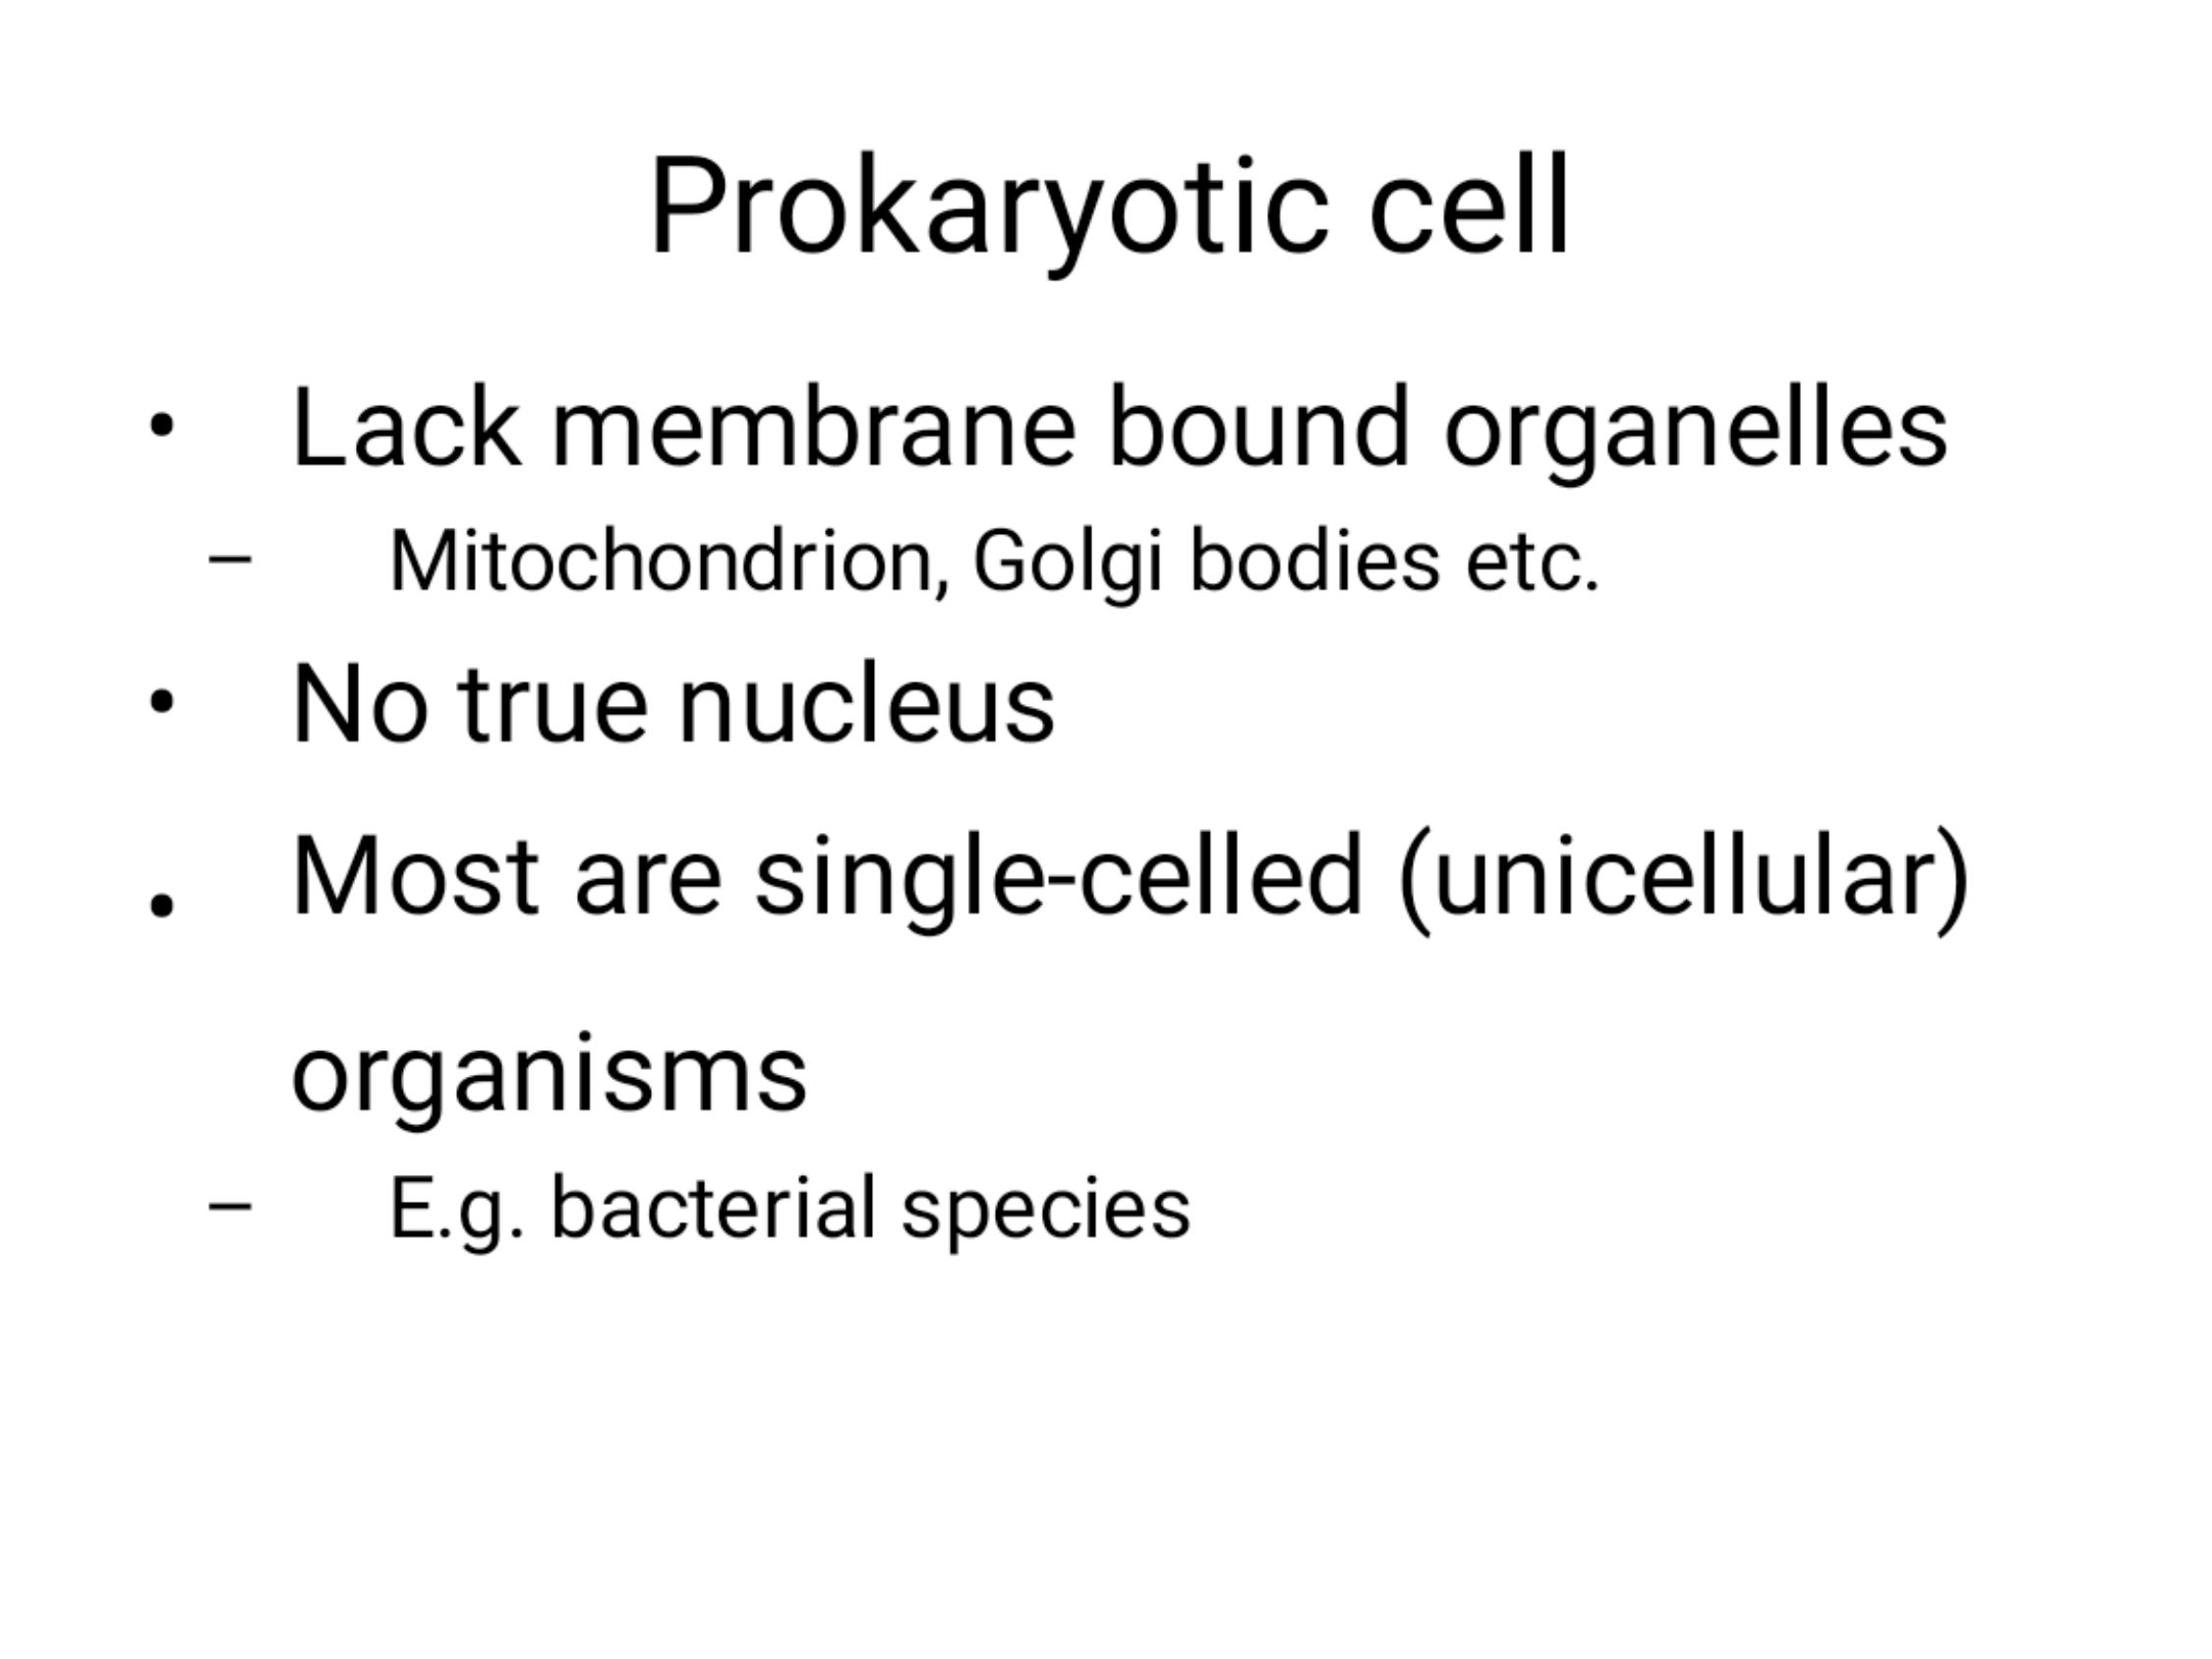 Prokaryotic cell
• Lack membrane bound organelles
– Mitochondrion, Golgi bodies etc.
• No true nucleus
• Most are single-celled (unicellular)
organisms
– E.g. bacterial species